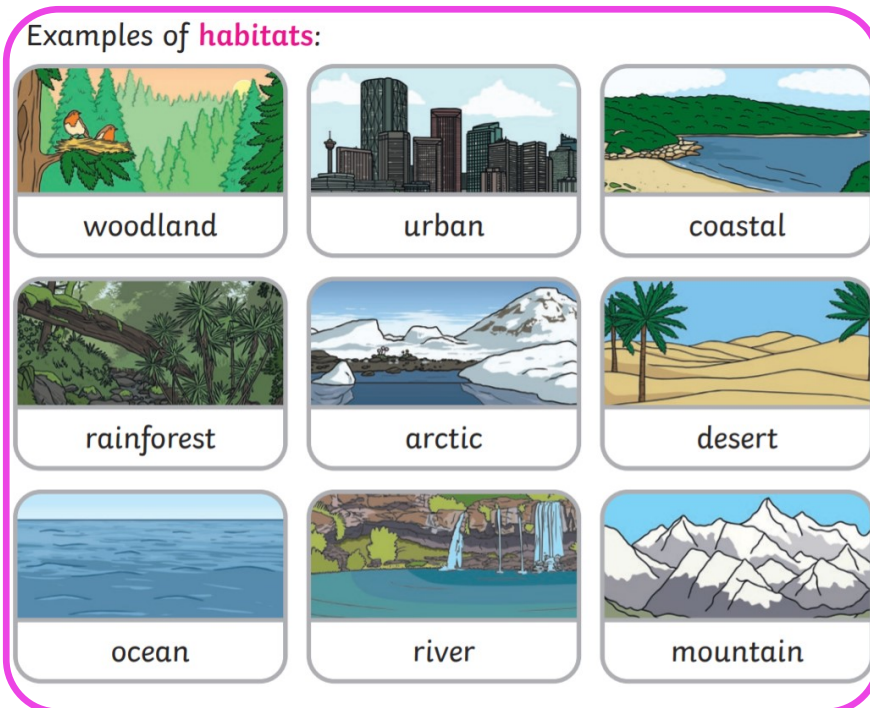 Examples of habitats:
woodland
urban
coastal
rainforest
arctic
desert
ocean
river
mountain